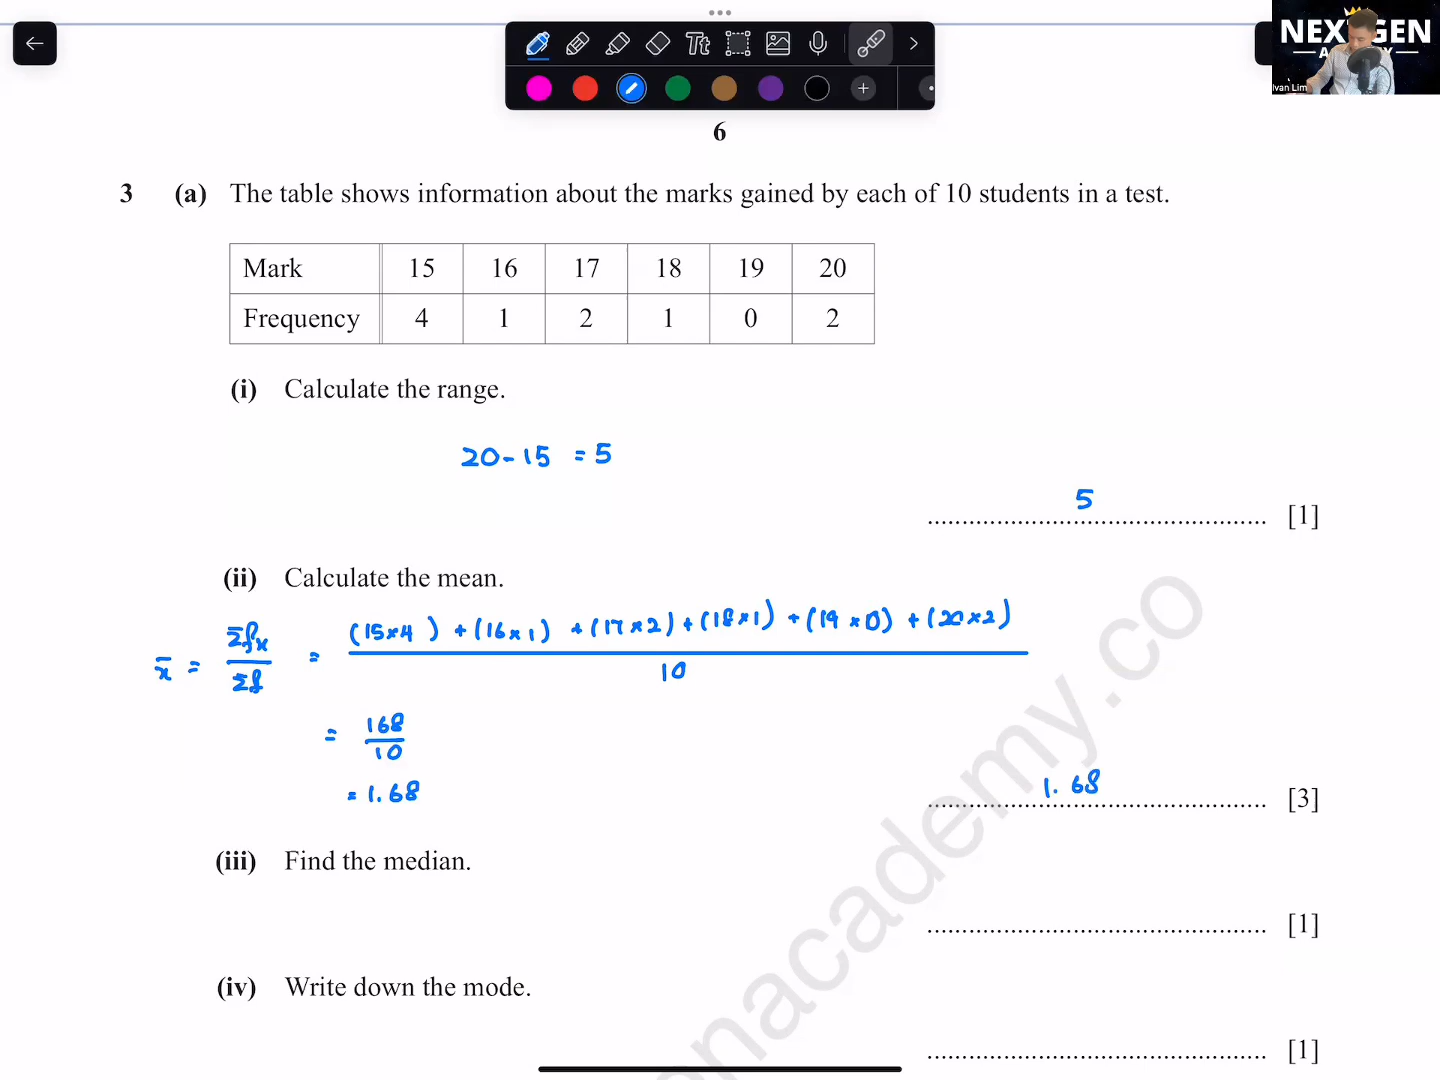 NEXTGEN
Ivan Lim
Tt
6
3 (a) The table shows information about the marks gained by each of 10 students in a test.
Mark 15 16 17 18 19 20
Frequency 4 1 2 1 0 2
(i) Calculate the range.
20 - 15 = 5
5
.................................................. [1]
(ii) Calculate the mean.
x̄ = Σfx / Σf = (15×4) + (16×1) + (17×2) + (18×1) + (19×0) + (20×2) / 10
= 168 / 10
= 1.68
1.68
.................................................. [3]
(iii) Find the median.
.................................................. [1]
(iv) Write down the mode.
.................................................. [1]
nacademy.co